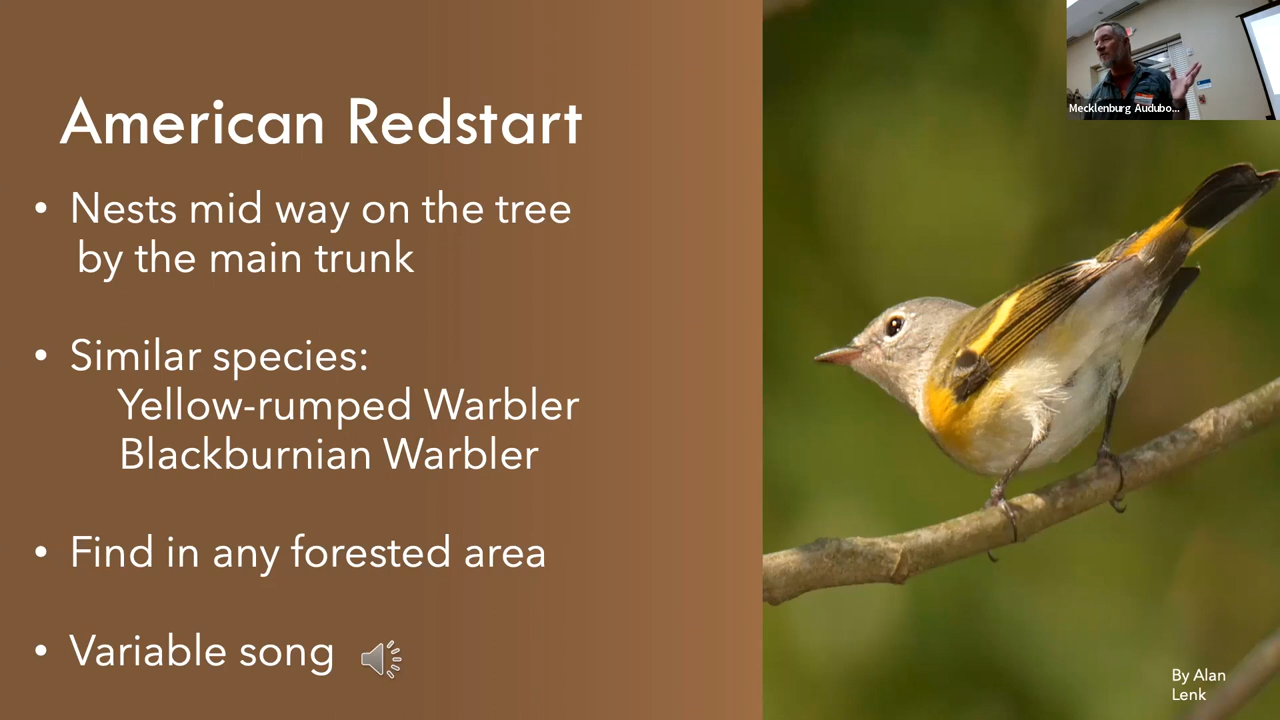 American Redstart
• Nests mid way on the tree
by the main trunk
• Similar species:
Yellow-rumped Warbler
Blackburnian Warbler
• Find in any forested area
• Variable song
Mecklenburg Audubo...
By Alan
Lenk